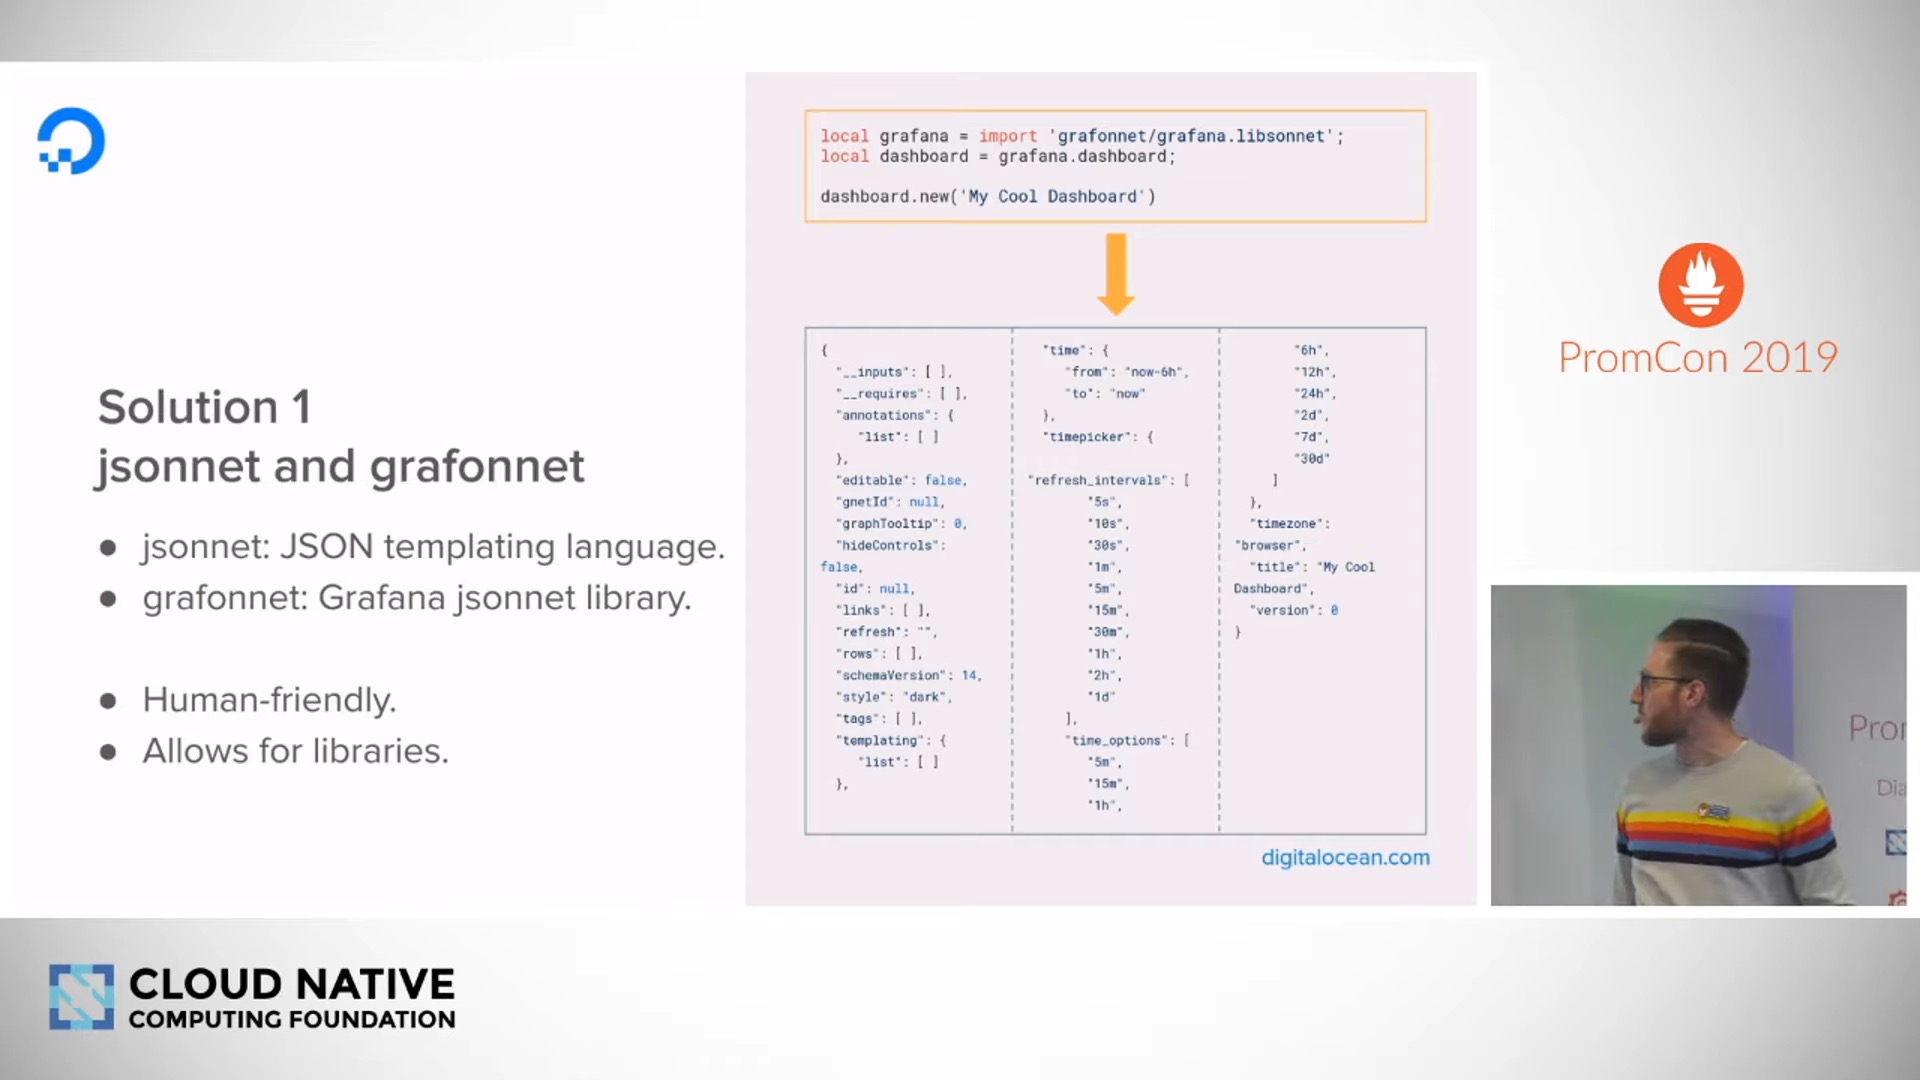 Solution 1
jsonnet and grafonnet
● jsonnet: JSON templating language.
● grafonnet: Grafana jsonnet library.
● Human-friendly.
● Allows for libraries.
local grafana = import 'grafonnet/grafana.libsonnet';
local dashboard = grafana.dashboard;
dashboard.new('My Cool Dashboard')
{
"__inputs": [ ],
"__requires": [ ],
"annotations": {
"list": [ ]
},
"editable": false,
"gnetId": null,
"graphTooltip": 0,
"hideControls":
false,
"id": null,
"links": [ ],
"refresh": "",
"rows": [ ],
"schemaVersion": 14,
"style": "dark",
"tags": [ ],
"templating": {
"list": [ ]
},
"time": {
"from": "now-6h",
"to": "now"
},
"timepicker": {
"refresh_intervals": [
"5s",
"10s",
"30s",
"1m",
"5m",
"15m",
"30m",
"1h",
"2h",
"1d"
],
"time_options": [
"5m",
"15m",
"1h",
"6h",
"12h",
"24h",
"2d",
"7d",
"30d"
]
},
"timezone":
"browser",
"title": "My Cool
Dashboard",
"version": 0
}
digitalocean.com
PromCon 2019
Pro
Dia
CLOUD NATIVE
COMPUTING FOUNDATION